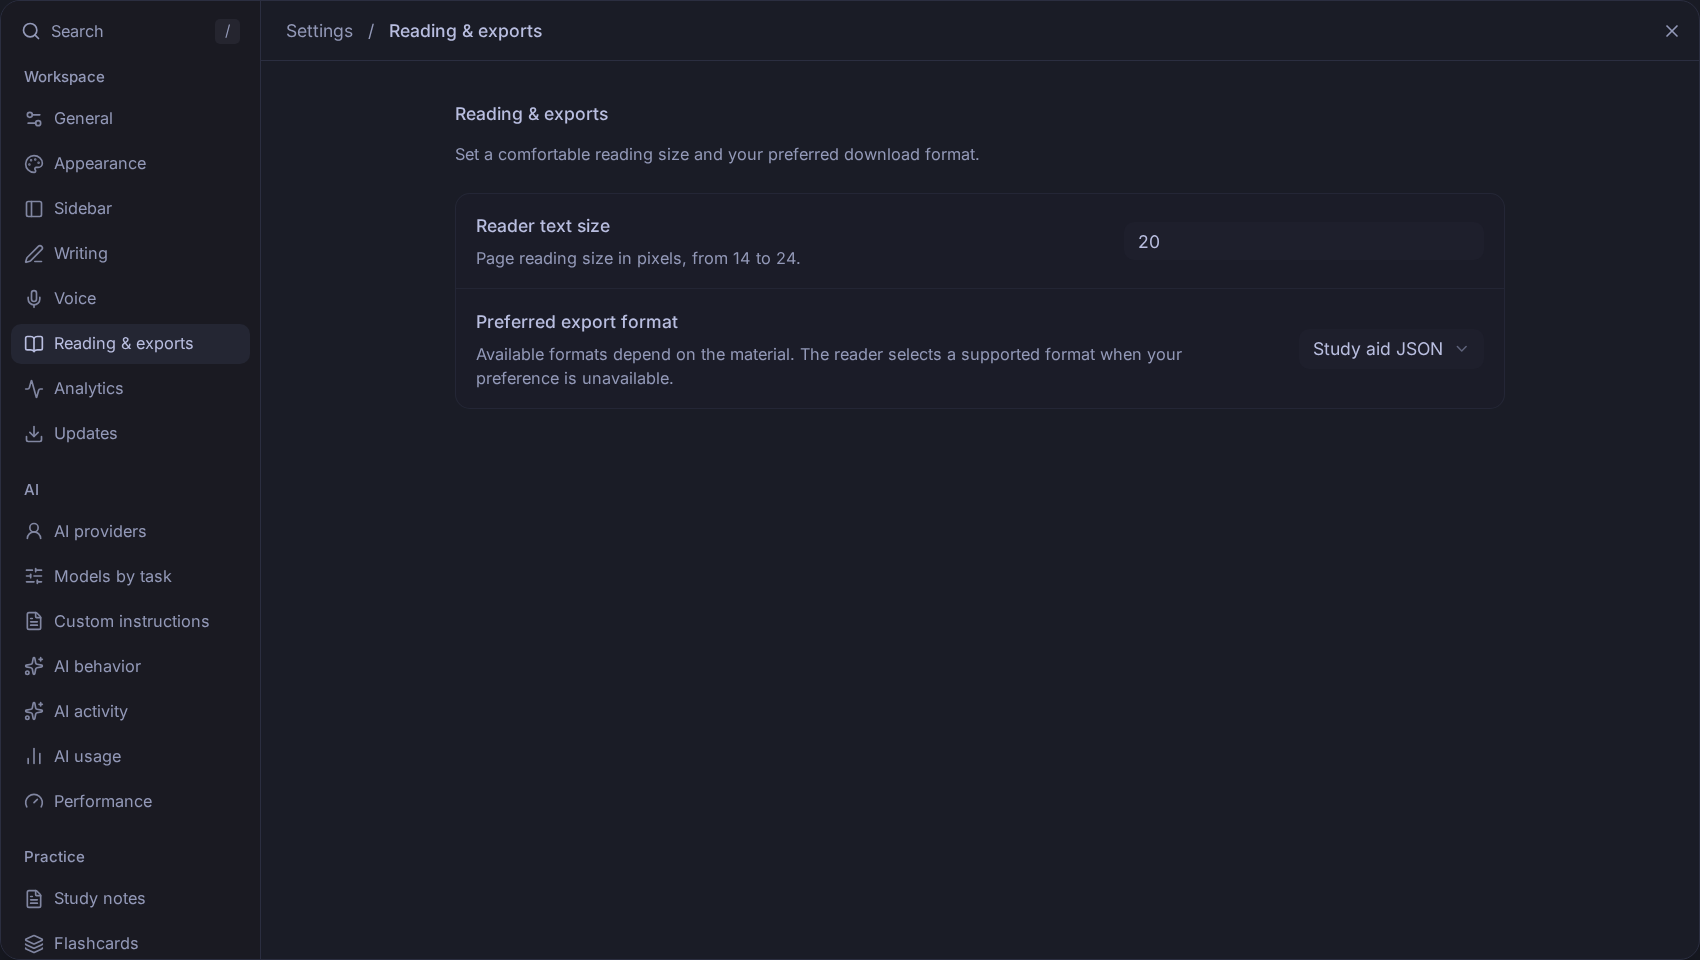 Search /
Workspace
General
Appearance
Sidebar
Writing
Voice
Reading & exports
Analytics
Updates
AI
AI providers
Models by task
Custom instructions
AI behavior
AI activity
AI usage
Performance
Practice
Study notes
Flashcards
Settings / Reading & exports
Reading & exports
Set a comfortable reading size and your preferred download format.
Reader text size
Page reading size in pixels, from 14 to 24.
20
Preferred export format
Available formats depend on the material. The reader selects a supported format when your
preference is unavailable.
Study aid JSON